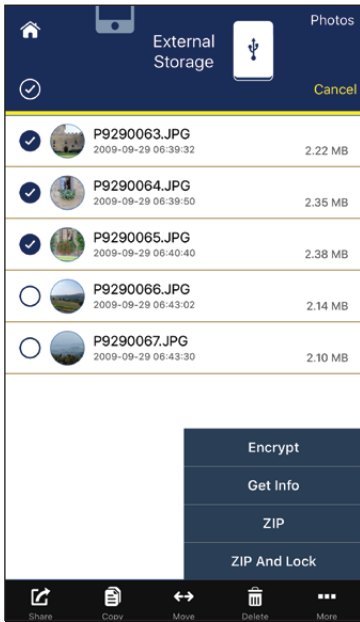 Photos
External
Storage
Cancel
P9290063.JPG
2009-09-29 06:39:32
2.22 MB
P9290064.JPG
2009-09-29 06:39:50
2.35 MB
P9290065.JPG
2009-09-29 06:40:40
2.38 MB
P9290066.JPG
2009-09-29 06:43:02
2.14 MB
P9290067.JPG
2009-09-29 06:43:30
2.10 MB
Encrypt
Get Info
ZIP
ZIP And Lock
Share Copy Move Delete More